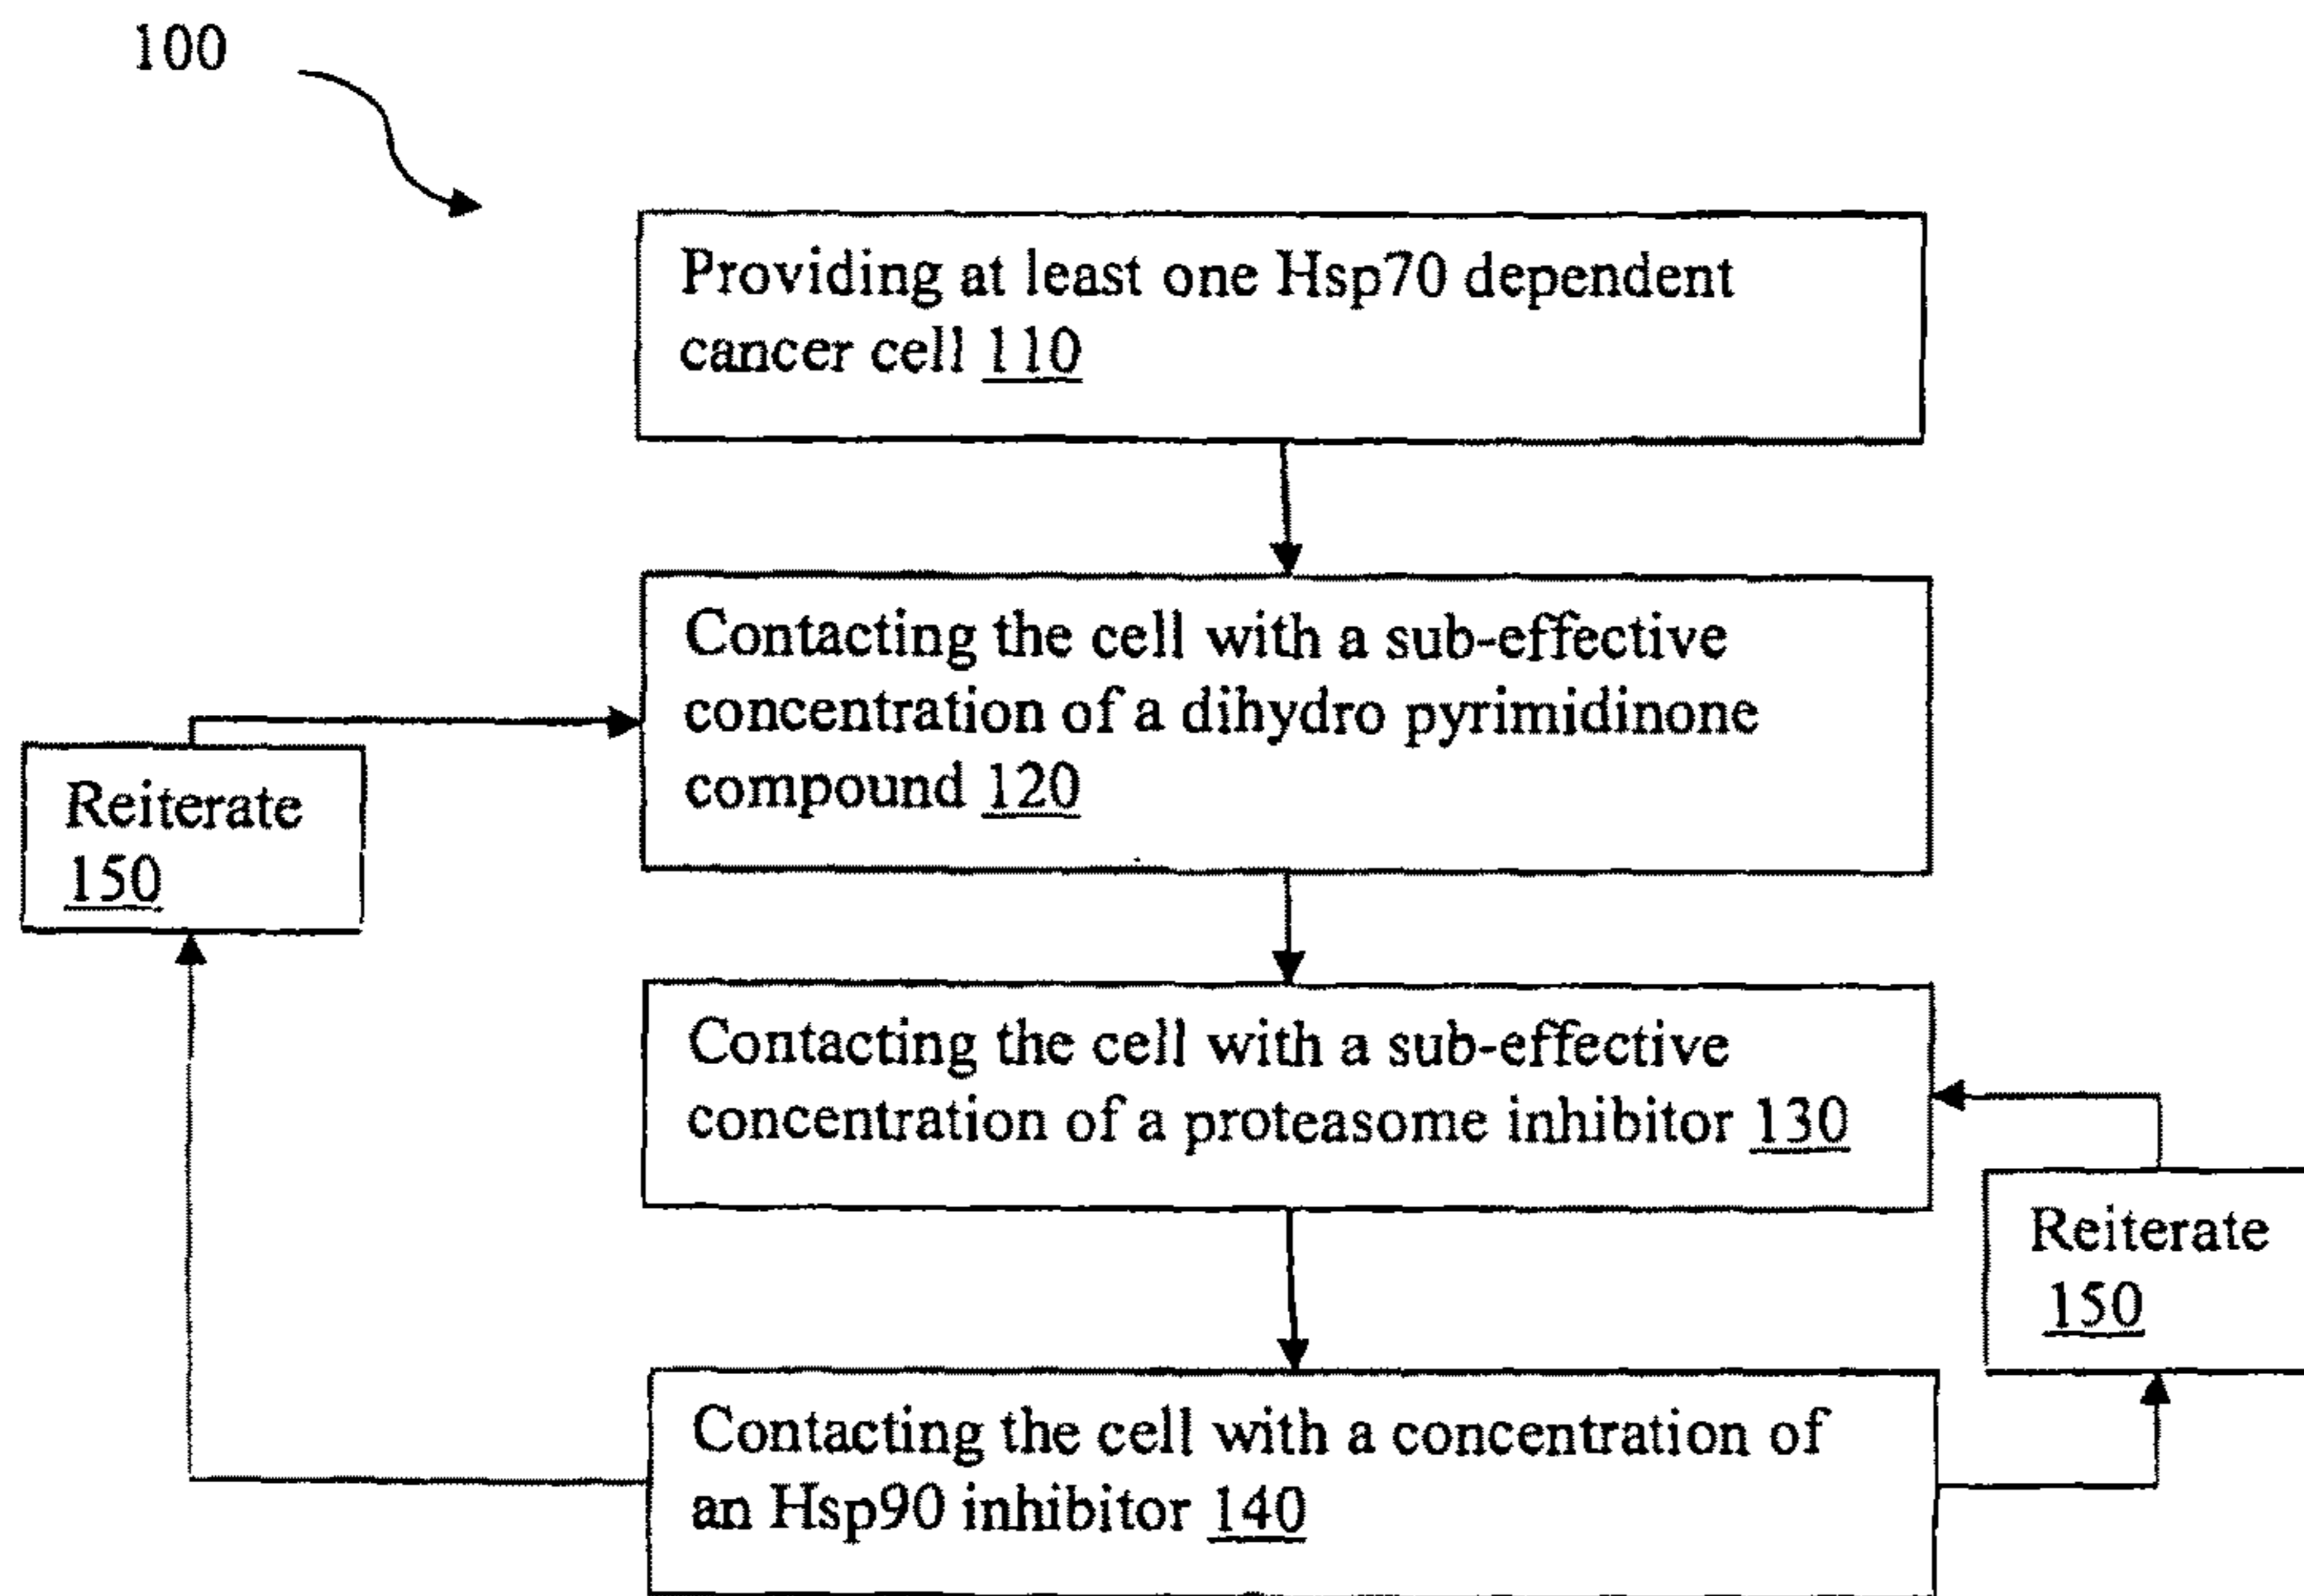 100
Providing at least one Hsp70 dependent
cancer cell 110
Contacting the cell with a sub-effective
concentration of a dihydro pyrimidinone
compound 120
Reiterate
150
Contacting the cell with a sub-effective
concentration of a proteasome inhibitor 130
Reiterate
150
Contacting the cell with a concentration of
an Hsp90 inhibitor 140